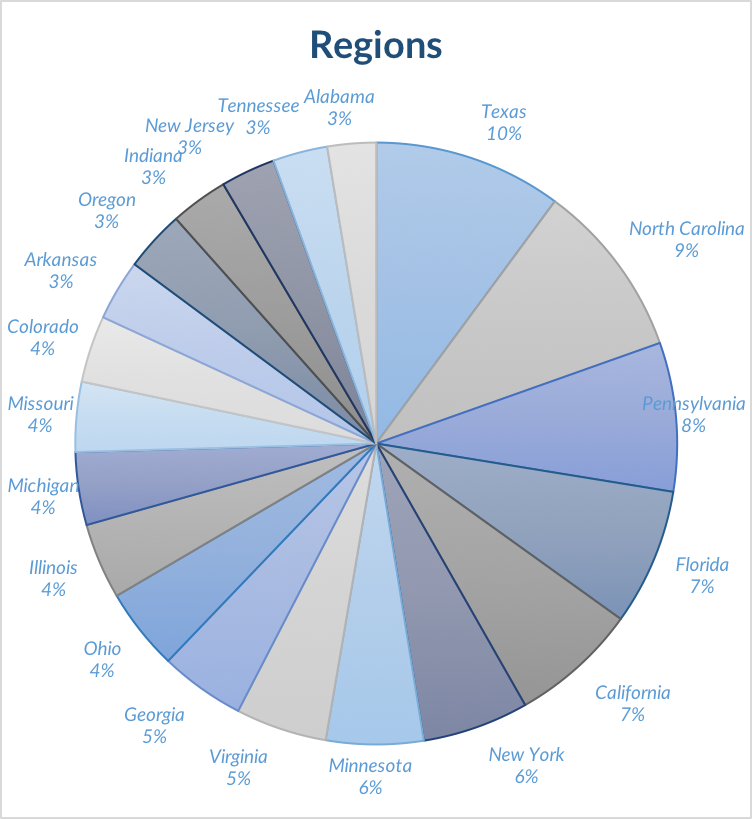 Regions
Texas
10%
North Carolina
9%
Pennsylvania
8%
Florida
7%
California
7%
New York
6%
Minnesota
6%
Virginia
5%
Georgia
5%
Ohio
4%
Illinois
4%
Michigan
4%
Missouri
4%
Colorado
4%
Arkansas
3%
Oregon
3%
Indiana
3%
New Jersey
3%
Tennessee
3%
Alabama
3%